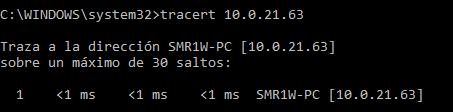 C:\WINDOWS\system32>tracert 10.0.21.63
Traza a la dirección SMR1W-PC [10.0.21.63]
sobre un máximo de 30 saltos:
1 <1 ms <1 ms <1 ms SMR1W-PC [10.0.21.63]